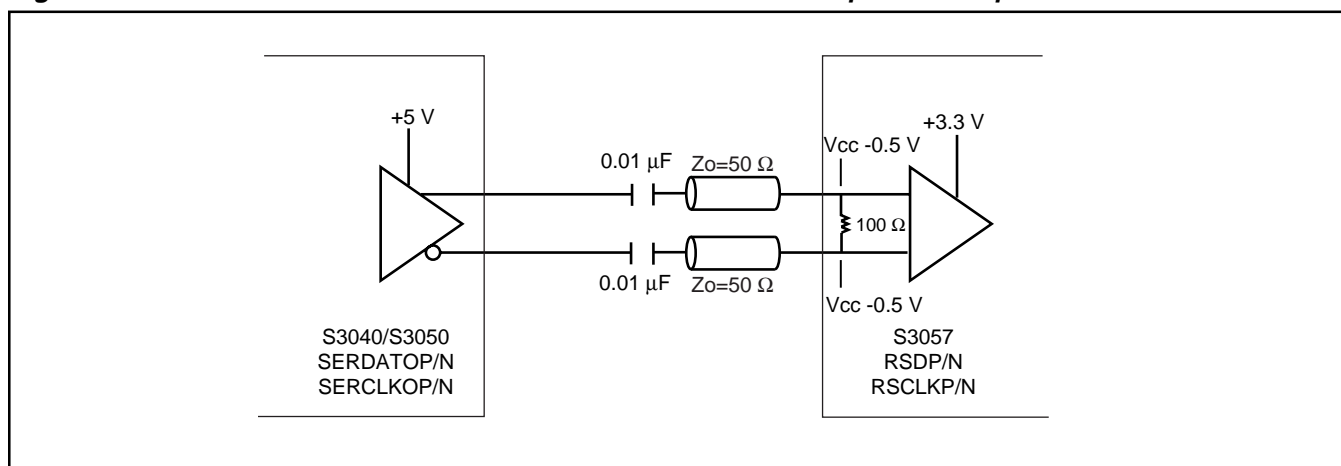 +5 V
0.01 μF
Zo=50 Ω
Vcc -0.5 V
+3.3 V
100 Ω
0.01 μF
Zo=50 Ω
Vcc -0.5 V
S3040/S3050
SERDATOP/N
SERCLKOP/N
S3057
RSDP/N
RSCLKP/N